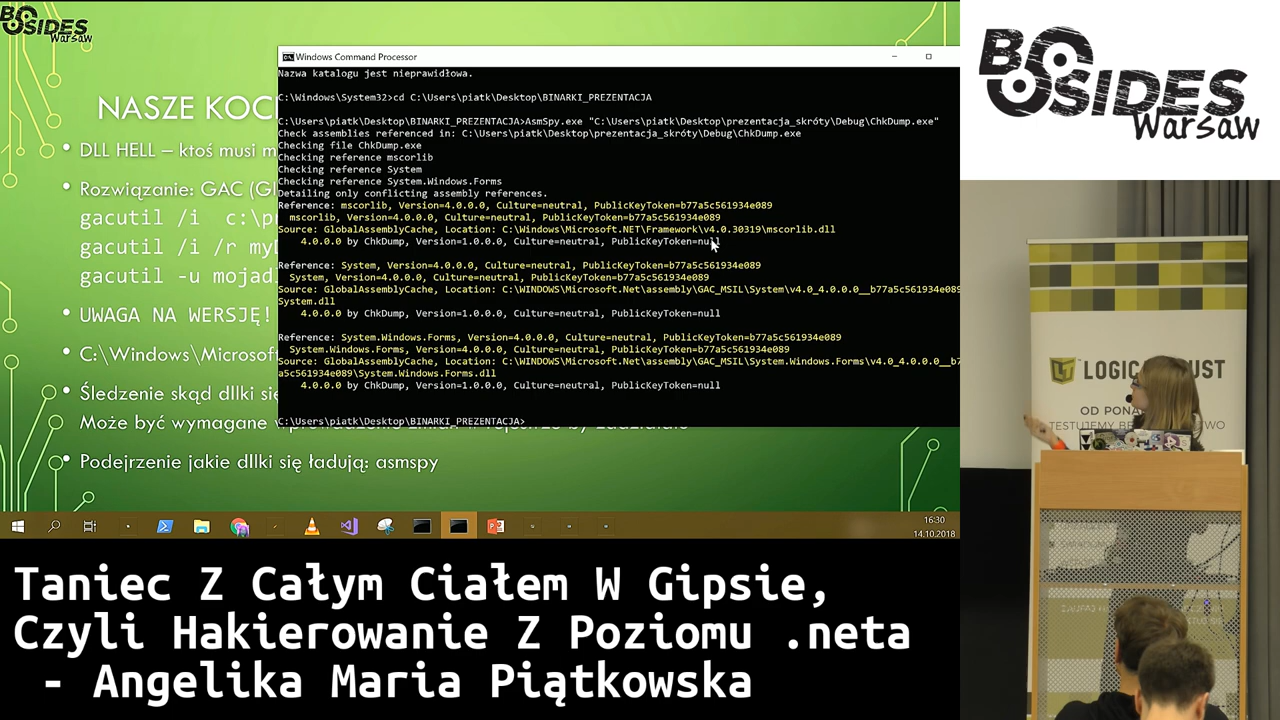 BSIDES
Warsaw
Windows Command Processor
Nazwa katalogu jest nieprawidłowa.
C:\Windows\System32>cd C:\Users\piatk\Desktop\BINARKI_PREZENTACJA
C:\Users\piatk\Desktop\BINARKI_PREZENTACJA>AsmSpy.exe "C:\Users\piatk\Desktop\prezentacja_skróty\Debug\ChkDump.exe"
Check assemblies referenced in: C:\Users\piatk\Desktop\prezentacja_skróty\Debug\ChkDump.exe
Checking file ChkDump.exe
Checking reference mscorlib
Checking reference System
Checking reference System.Windows.Forms
Detailing only conflicting assembly references.
Reference: mscorlib, Version=4.0.0.0, Culture=neutral, PublicKeyToken=b77a5c561934e089
mscorlib, Version=4.0.0.0, Culture=neutral, PublicKeyToken=b77a5c561934e089
Source: GlobalAssemblyCache, Location: C:\Windows\Microsoft.NET\Framework\v4.0.30319\mscorlib.dll
4.0.0.0 by ChkDump, Version=1.0.0.0, Culture=neutral, PublicKeyToken=null
Reference: System, Version=4.0.0.0, Culture=neutral, PublicKeyToken=b77a5c561934e089
System, Version=4.0.0.0, Culture=neutral, PublicKeyToken=b77a5c561934e089
Source: GlobalAssemblyCache, Location: C:\WINDOWS\Microsoft.Net\assembly\GAC_MSIL\System\v4.0_4.0.0.0__b77a5c561934e089
System.dll
4.0.0.0 by ChkDump, Version=1.0.0.0, Culture=neutral, PublicKeyToken=null
Reference: System.Windows.Forms, Version=4.0.0.0, Culture=neutral, PublicKeyToken=b77a5c561934e089
System.Windows.Forms, Version=4.0.0.0, Culture=neutral, PublicKeyToken=b77a5c561934e089
Source: GlobalAssemblyCache, Location: C:\WINDOWS\Microsoft.Net\assembly\GAC_MSIL\System.Windows.Forms\v4.0_4.0.0.0__b7
a5c561934e089\System.Windows.Forms.dll
4.0.0.0 by ChkDump, Version=1.0.0.0, Culture=neutral, PublicKeyToken=null
C:\Users\piatk\Desktop\BINARKI_PREZENTACJA>
NASZE KOC
DLL HELL – ktoś musi m
Rozwiązanie: GAC (Gl
gacutil /i c:\p
gacutil /i /r my
gacutil -u mojad
UWAGA NA WERSJĘ!
C:\Windows\Microsof
Śledzenie skąd dllki się
Może być wymagane
Podejrzenie jakie dllki się ładują: asmspy
16:30
14.10.2018
Taniec Z Całym Ciałem W Gipsie,
Czyli Hakierowanie Z Poziomu .neta
- Angelika Maria Piątkowska
BSIDES
Warsaw
LT LOGICAL TRUST
OD PONA
TESTUJEMY BE